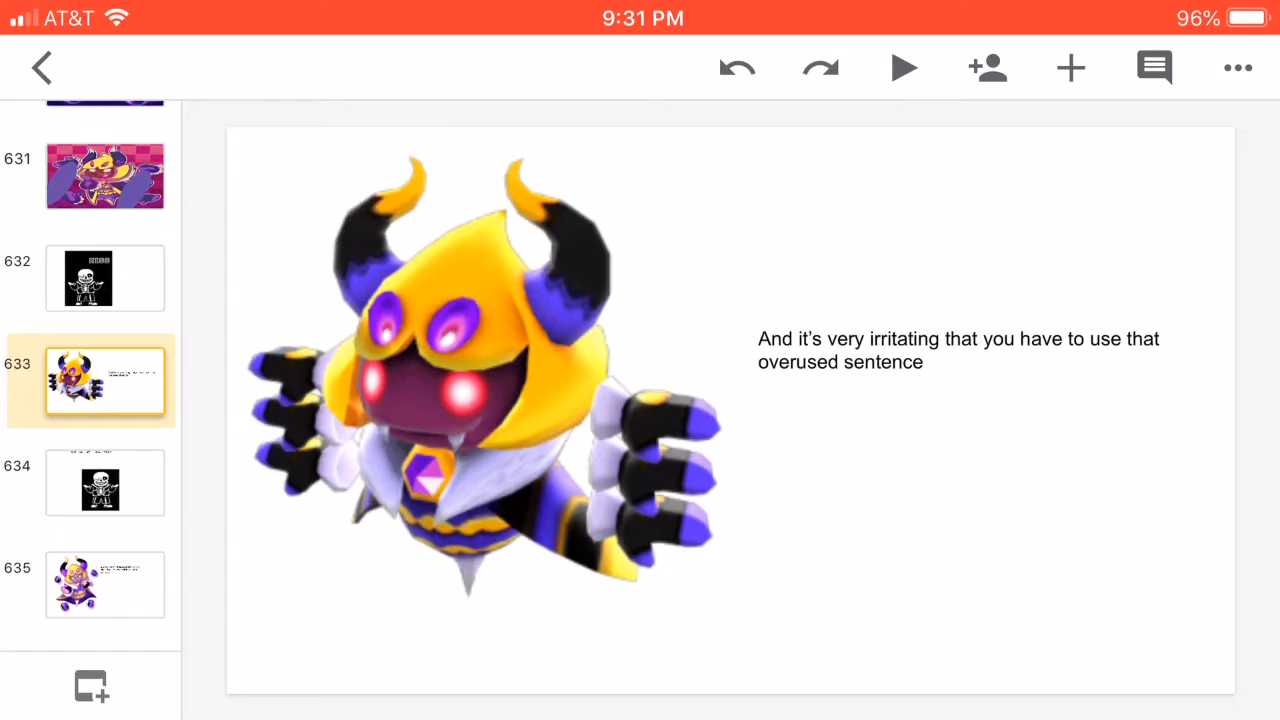 AT&T
9:31 PM
96%
631
632
633
634
635
And it's very irritating that you have to use that
overused sentence